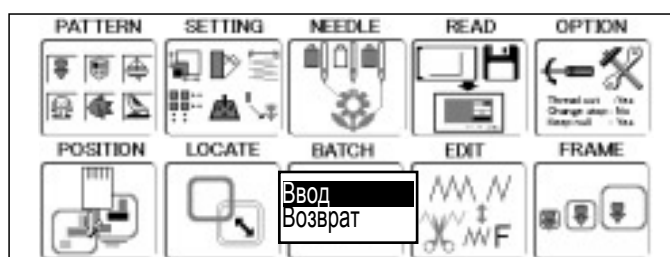 PATTERN SETTING NEEDLE READ OPTION
Thread cut :Yes
Change step : No
Keep null : Yes
POSITION LOCATE BATCH EDIT FRAME
Ввод
Возврат
F